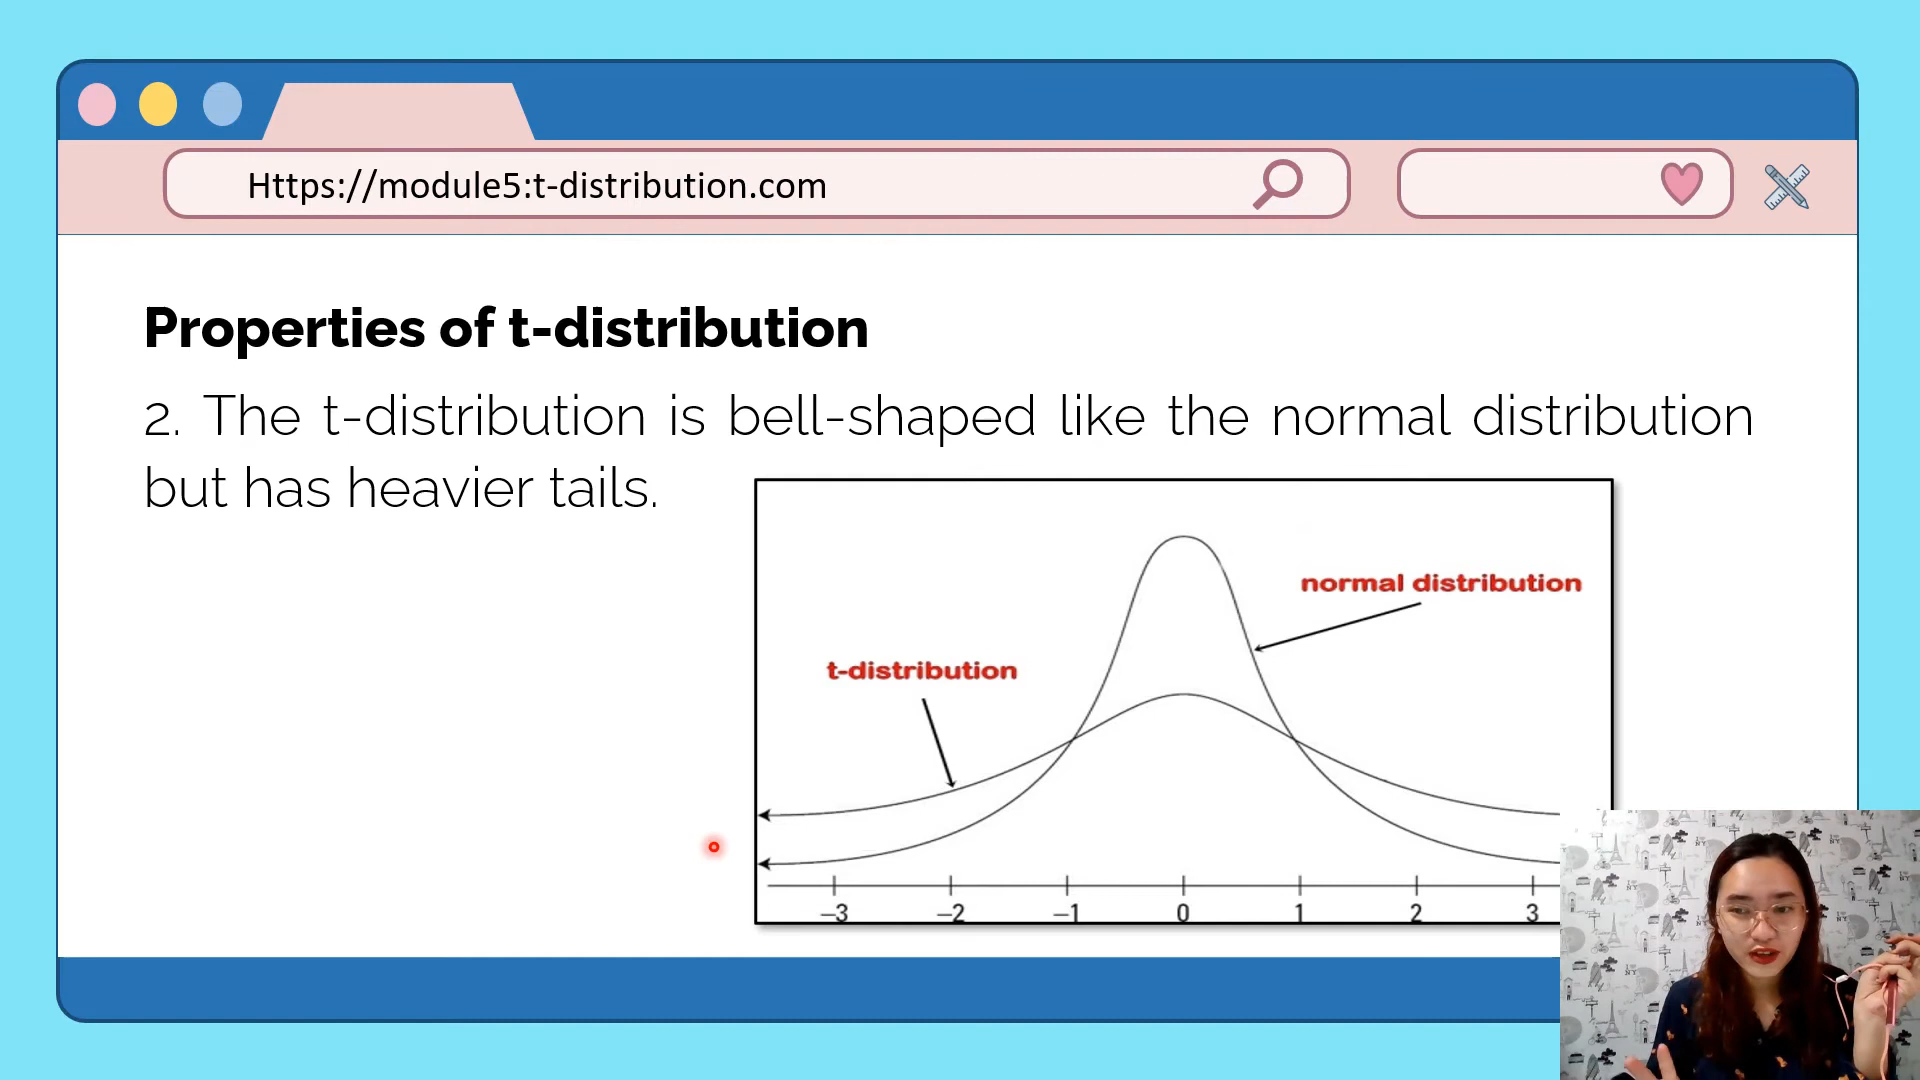 Https://module5:t-distribution.com
Properties of t-distribution
2. The t-distribution is bell-shaped like the normal distribution
but has heavier tails.
normal distribution
t-distribution
–3 –2 –1 0 1 2 3